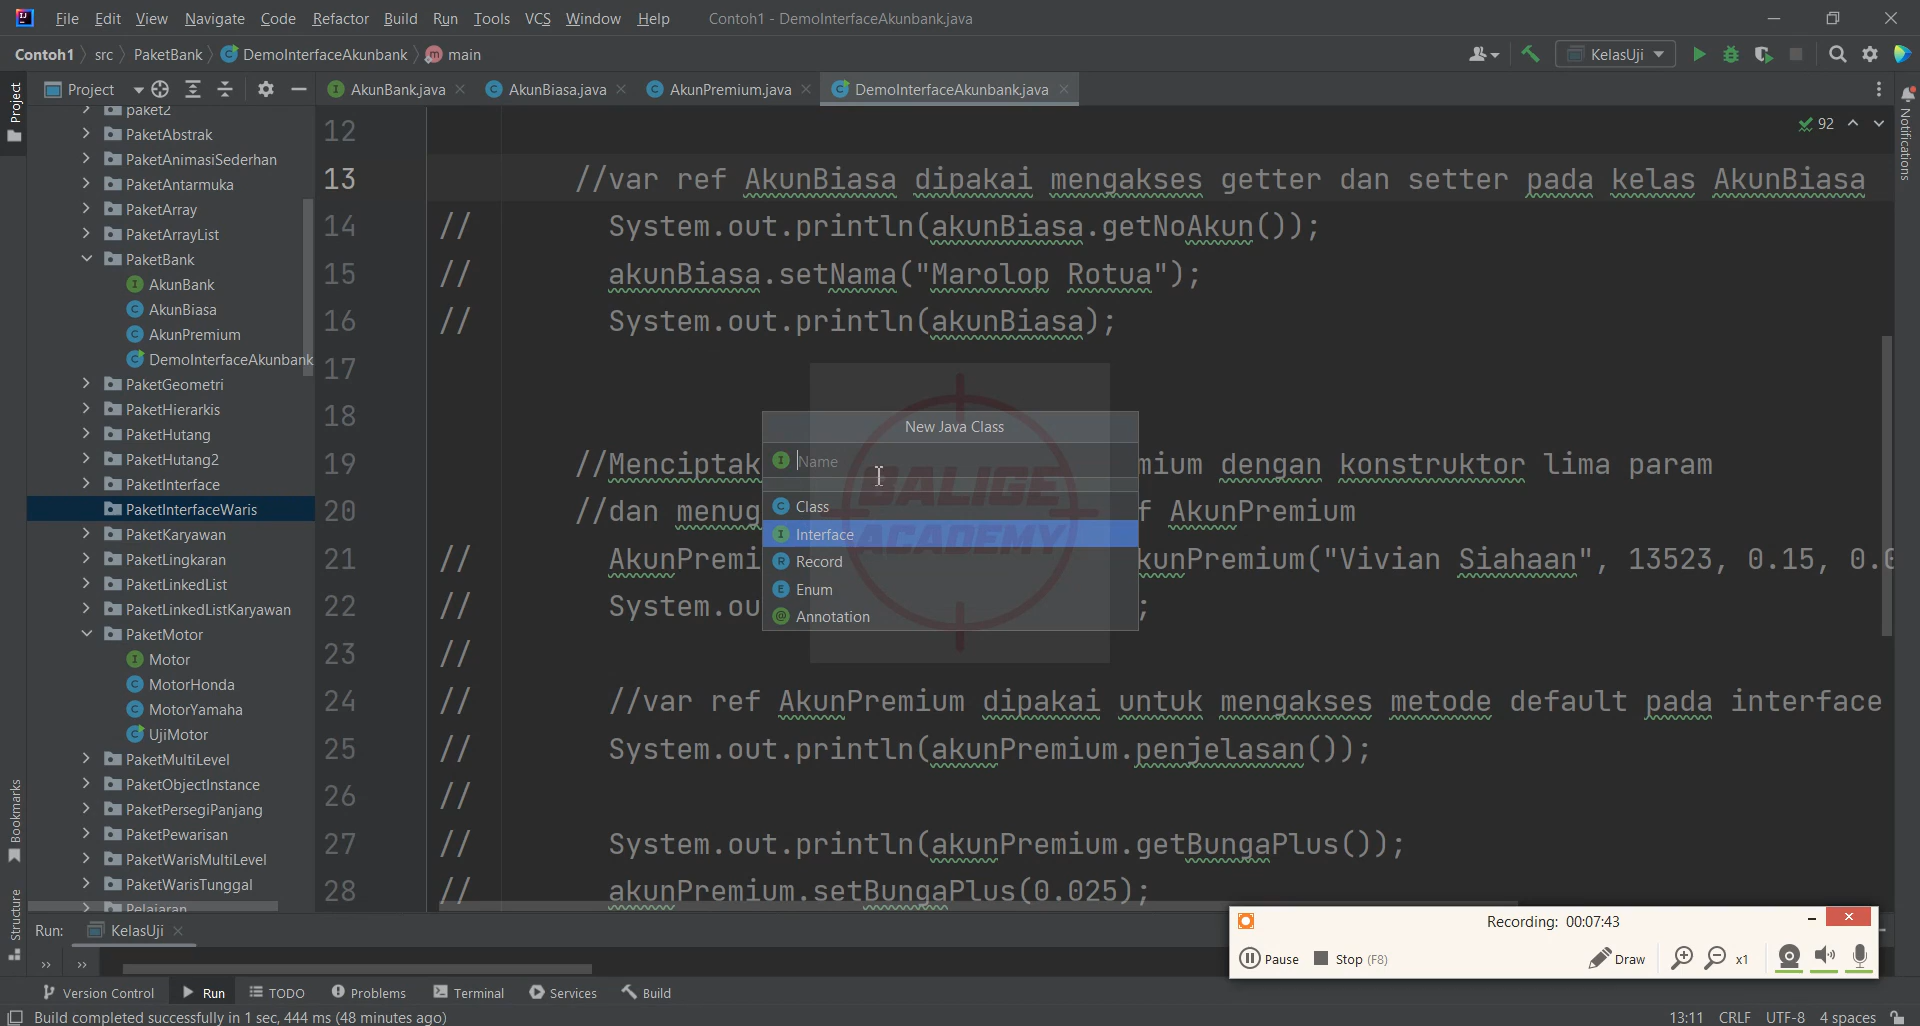 File Edit View Navigate Code Refactor Build Run Tools VCS Window Help Contoh1 - DemoInterfaceAkunbank.java
Contoh1 src PaketBank DemoInterfaceAkunbank main KelasUji
Project
Project
AkunBank.java AkunBiasa.java AkunPremium.java DemoInterfaceAkunbank.java
Notifications
92
paket2
PaketAbstrak
PaketAnimasiSederhan
PaketAntarmuka
PaketArray
PaketArrayList
PaketBank
AkunBank
AkunBiasa
AkunPremium
DemoInterfaceAkunbank
PaketGeometri
PaketHierarkis
PaketHutang
PaketHutang2
PaketInterface
PaketInterfaceWaris
PaketKaryawan
PaketLingkaran
PaketLinkedList
PaketLinkedListKaryawan
PaketMotor
Motor
MotorHonda
MotorYamaha
UjiMotor
PaketMultiLevel
PaketObjectInstance
PaketPersegiPanjang
PaketPewarisan
PaketWarisMultiLevel
PaketWarisTunggal
Pelajaran
Bookmarks
Structure
12
13 //var ref AkunBiasa dipakai mengakses getter dan setter pada kelas AkunBiasa
14 // System.out.println(akunBiasa.getNoAkun());
15 // akunBiasa.setNama("Marolop Rotua");
16 // System.out.println(akunBiasa);
17
18
19 //Menciptak mium dengan konstruktor lima param
20 //dan menug f AkunPremium
21 // AkunPremi kunPremium("Vivian Siahaan", 13523, 0.15, 0.0
22 // System.ou ;
23 //
24 // //var ref AkunPremium dipakai untuk mengakses metode default pada interface
25 // System.out.println(akunPremium.penjelasan());
26 //
27 // System.out.println(akunPremium.getBungaPlus());
28 // akunPremium.setBungaPlus(0.025);
New Java Class
Name
Class
Interface
Record
Enum
Annotation
BALIGE
ACADEMY
Run: KelasUji
Recording: 00:07:43
Pause Stop (F8) Draw x1
Version Control Run TODO Problems Terminal Services Build
Build completed successfully in 1 sec, 444 ms (48 minutes ago) 13:11 CRLF UTF-8 4 spaces